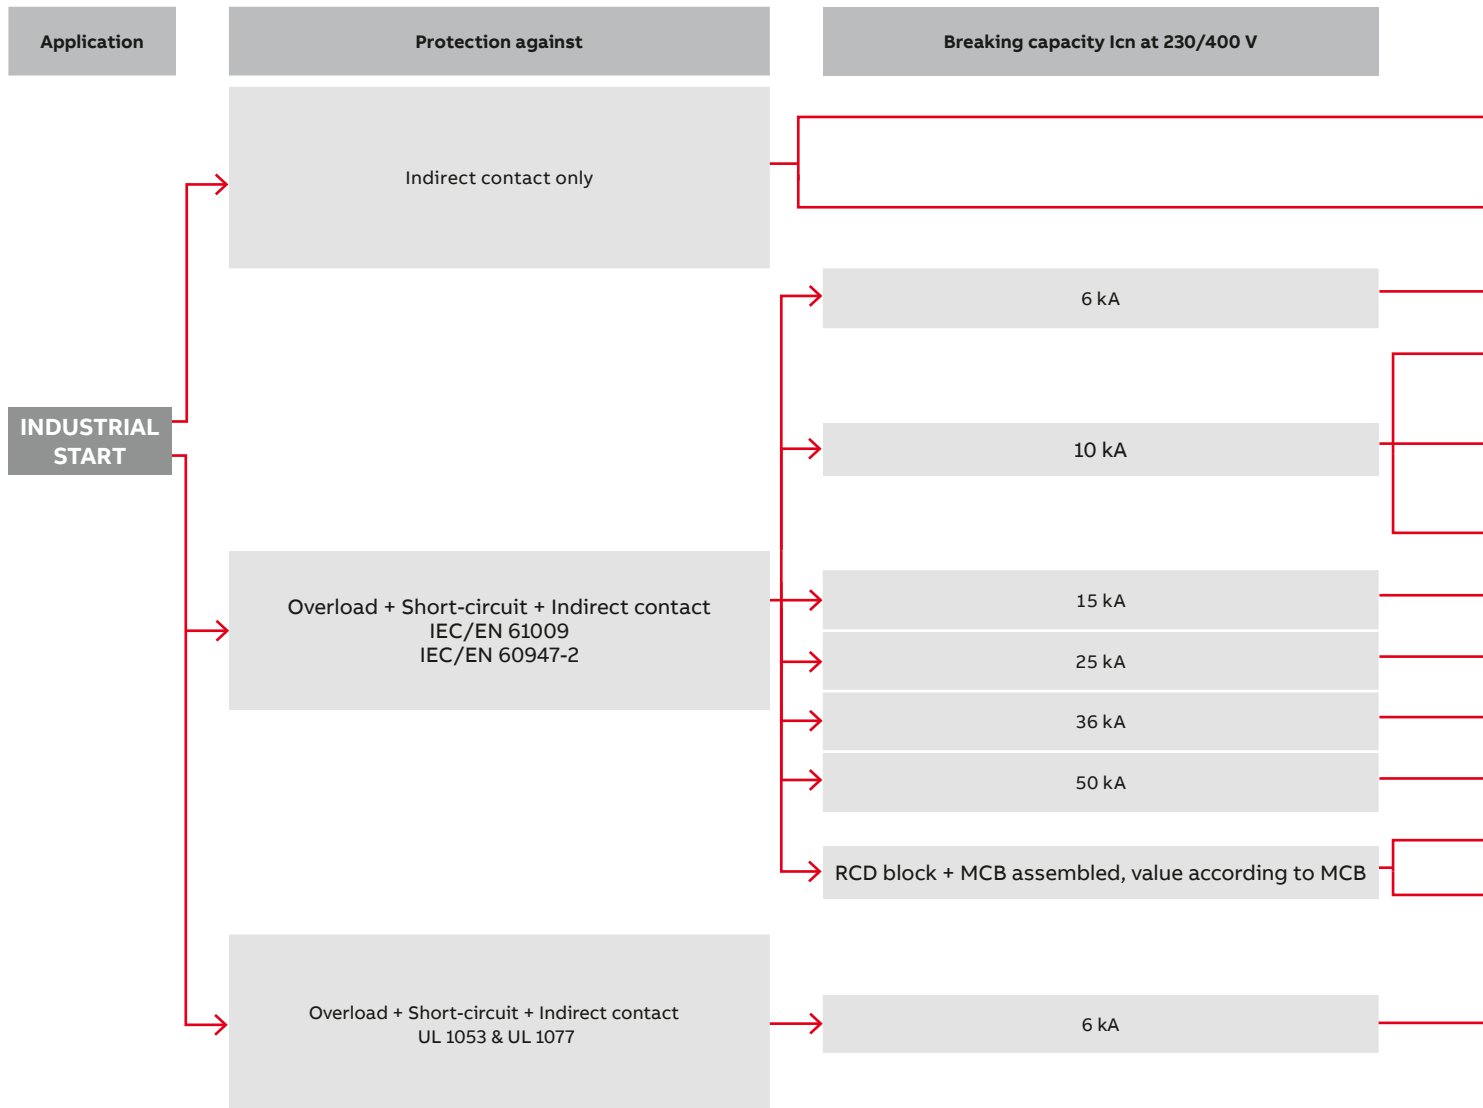 Application
Protection against
Breaking capacity Icn at 230/400 V
Indirect contact only
6 kA
INDUSTRIAL
START
10 kA
Overload + Short-circuit + Indirect contact
IEC/EN 61009
IEC/EN 60947-2
15 kA
25 kA
36 kA
50 kA
RCD block + MCB assembled, value according to MCB
Overload + Short-circuit + Indirect contact
UL 1053 & UL 1077
6 kA